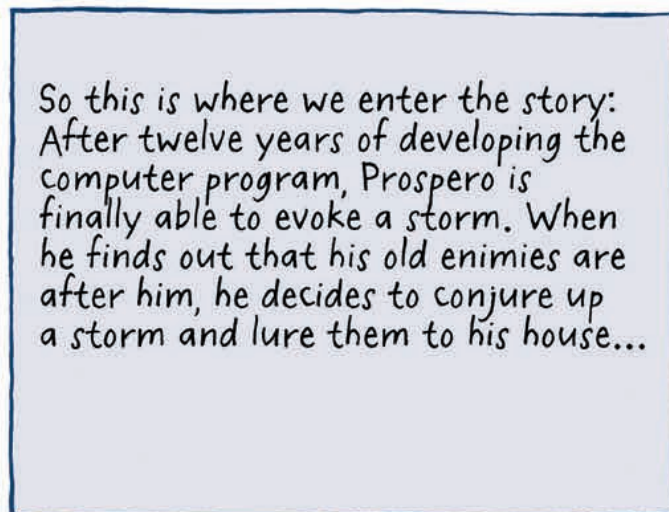 So this is where we enter the story:
After twelve years of developing the
computer program, Prospero is
finally able to evoke a storm. When
he finds out that his old enimies are
after him, he decides to conjure up
a storm and lure them to his house...